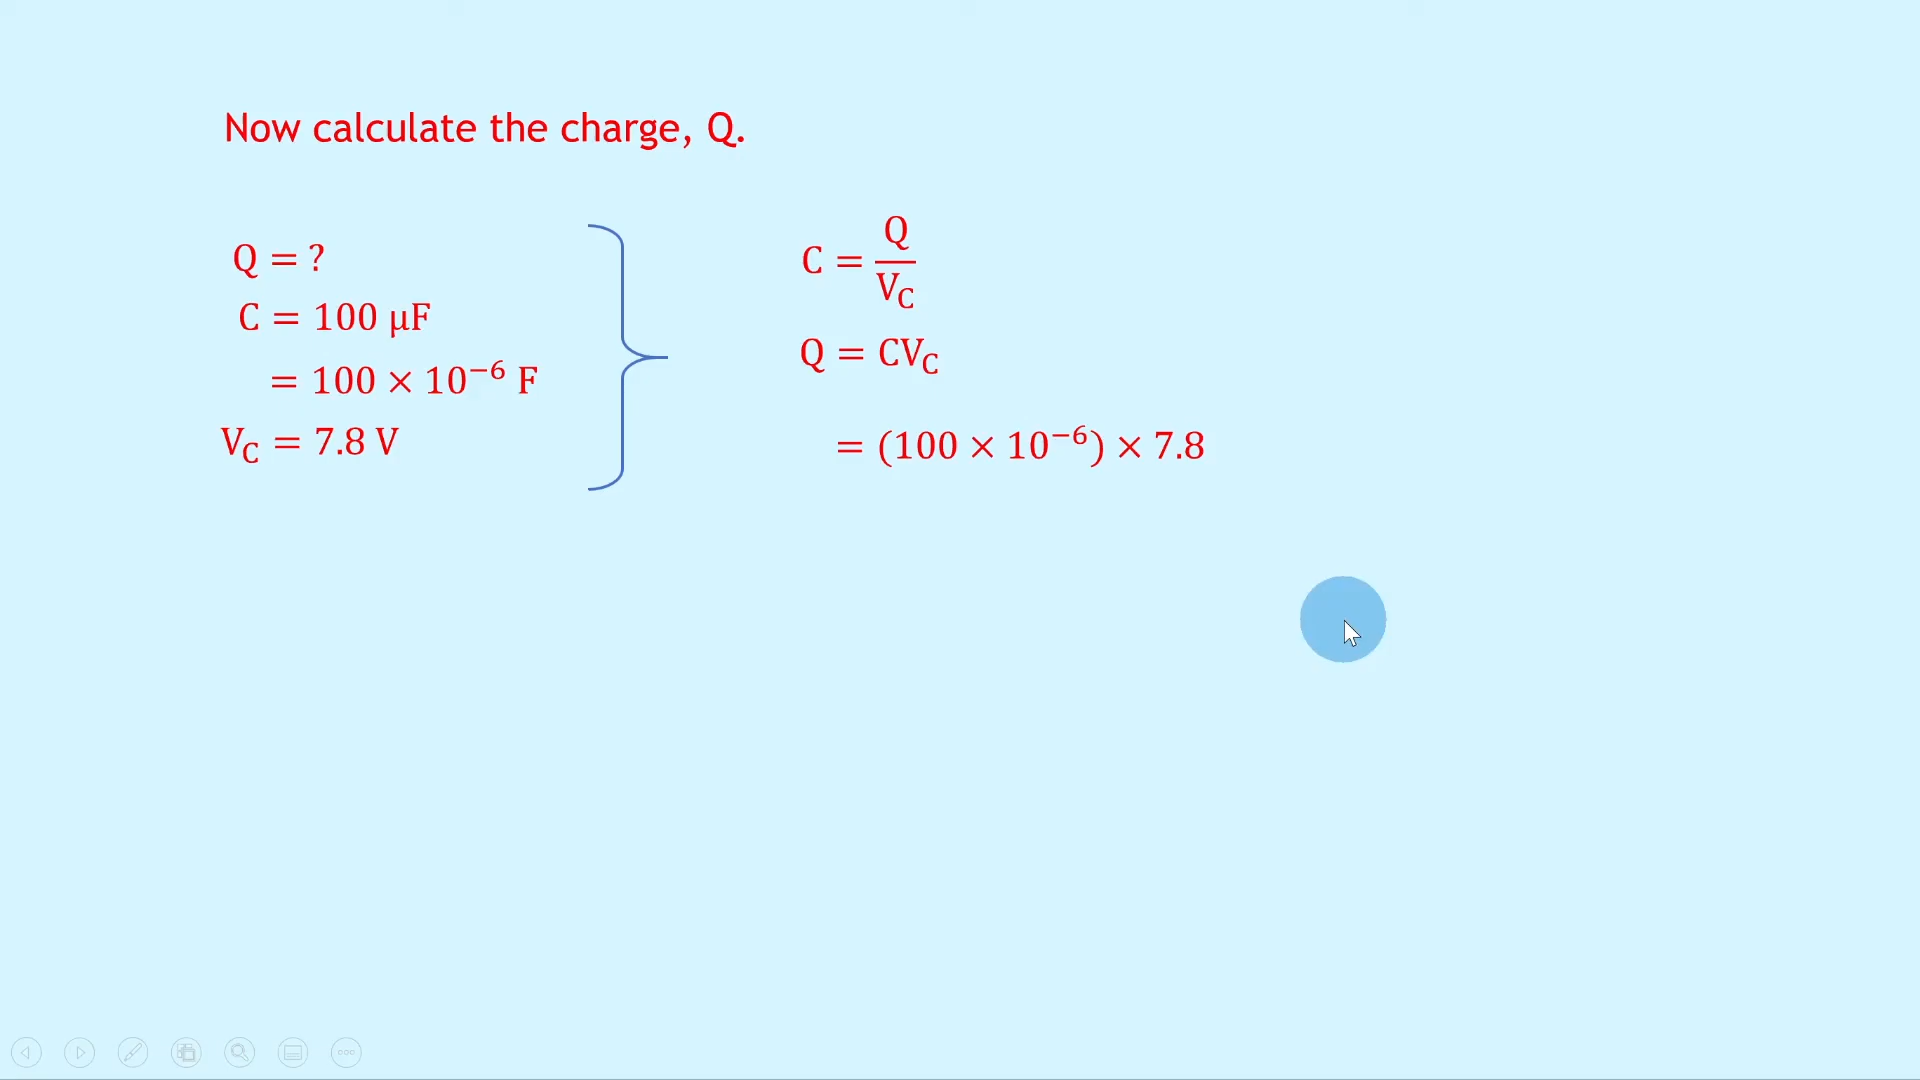 Now calculate the charge, Q.
Q = ?
C = 100 μF
= 100 × 10⁻⁶ F
V_C = 7.8 V
C = Q/V_C
Q = CV_C
= (100 × 10⁻⁶) × 7.8